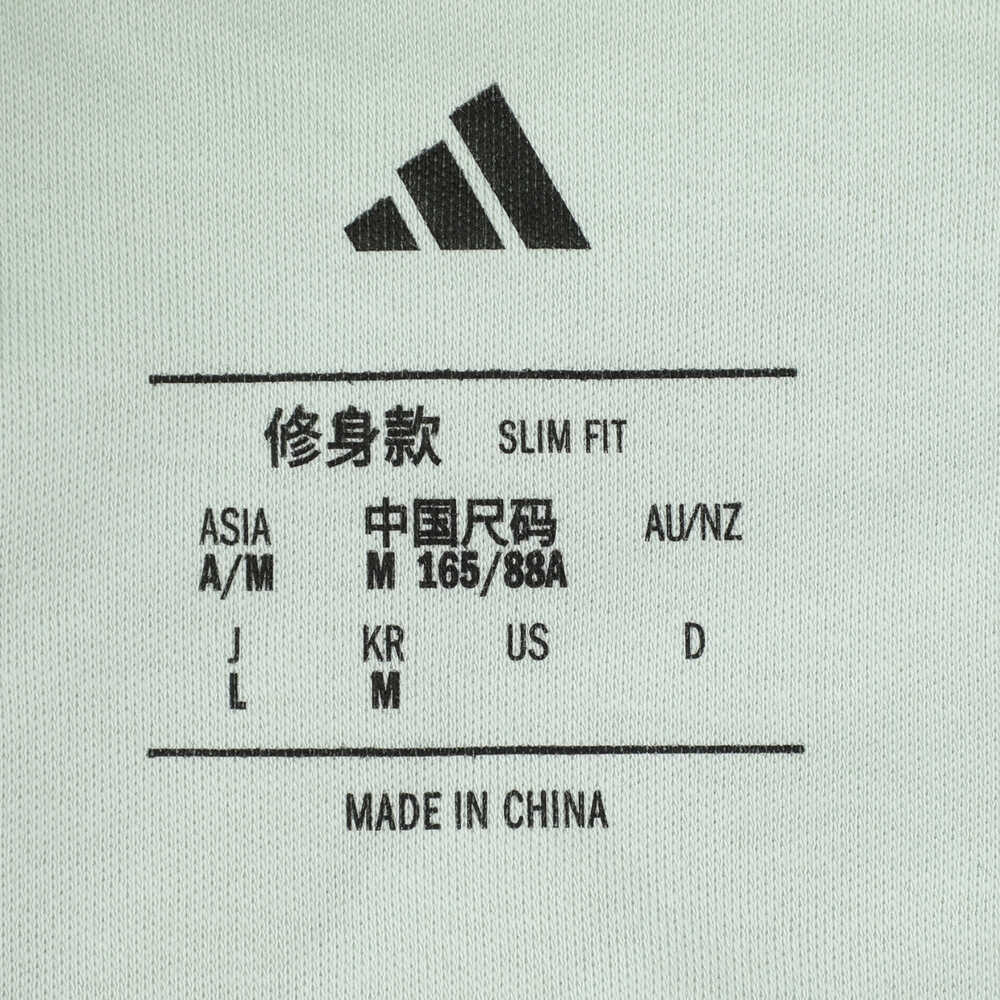 修身款 SLIM FIT
ASIA 中国尺码 AU/NZ
A/M M 165/88A
J KR US D
L M
MADE IN CHINA